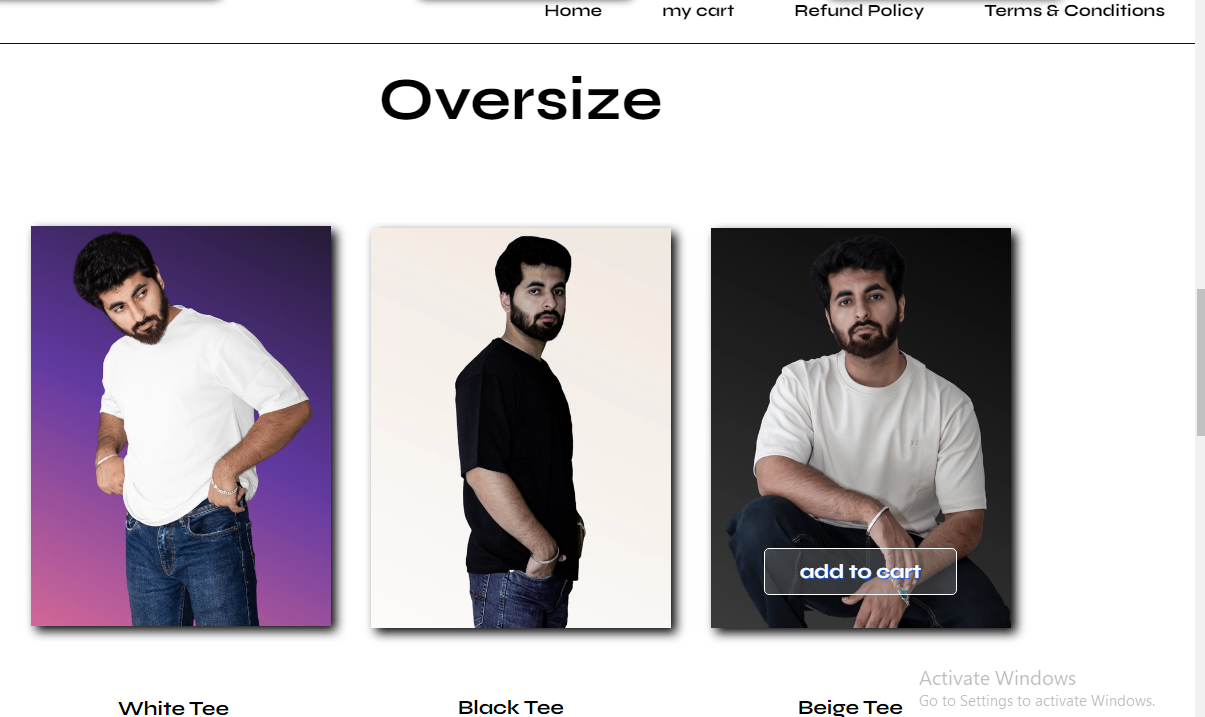 Home my cart Refund Policy Terms & Conditions
Oversize
add to cart
White Tee Black Tee Beige Tee
Activate Windows
Go to Settings to activate Windows.